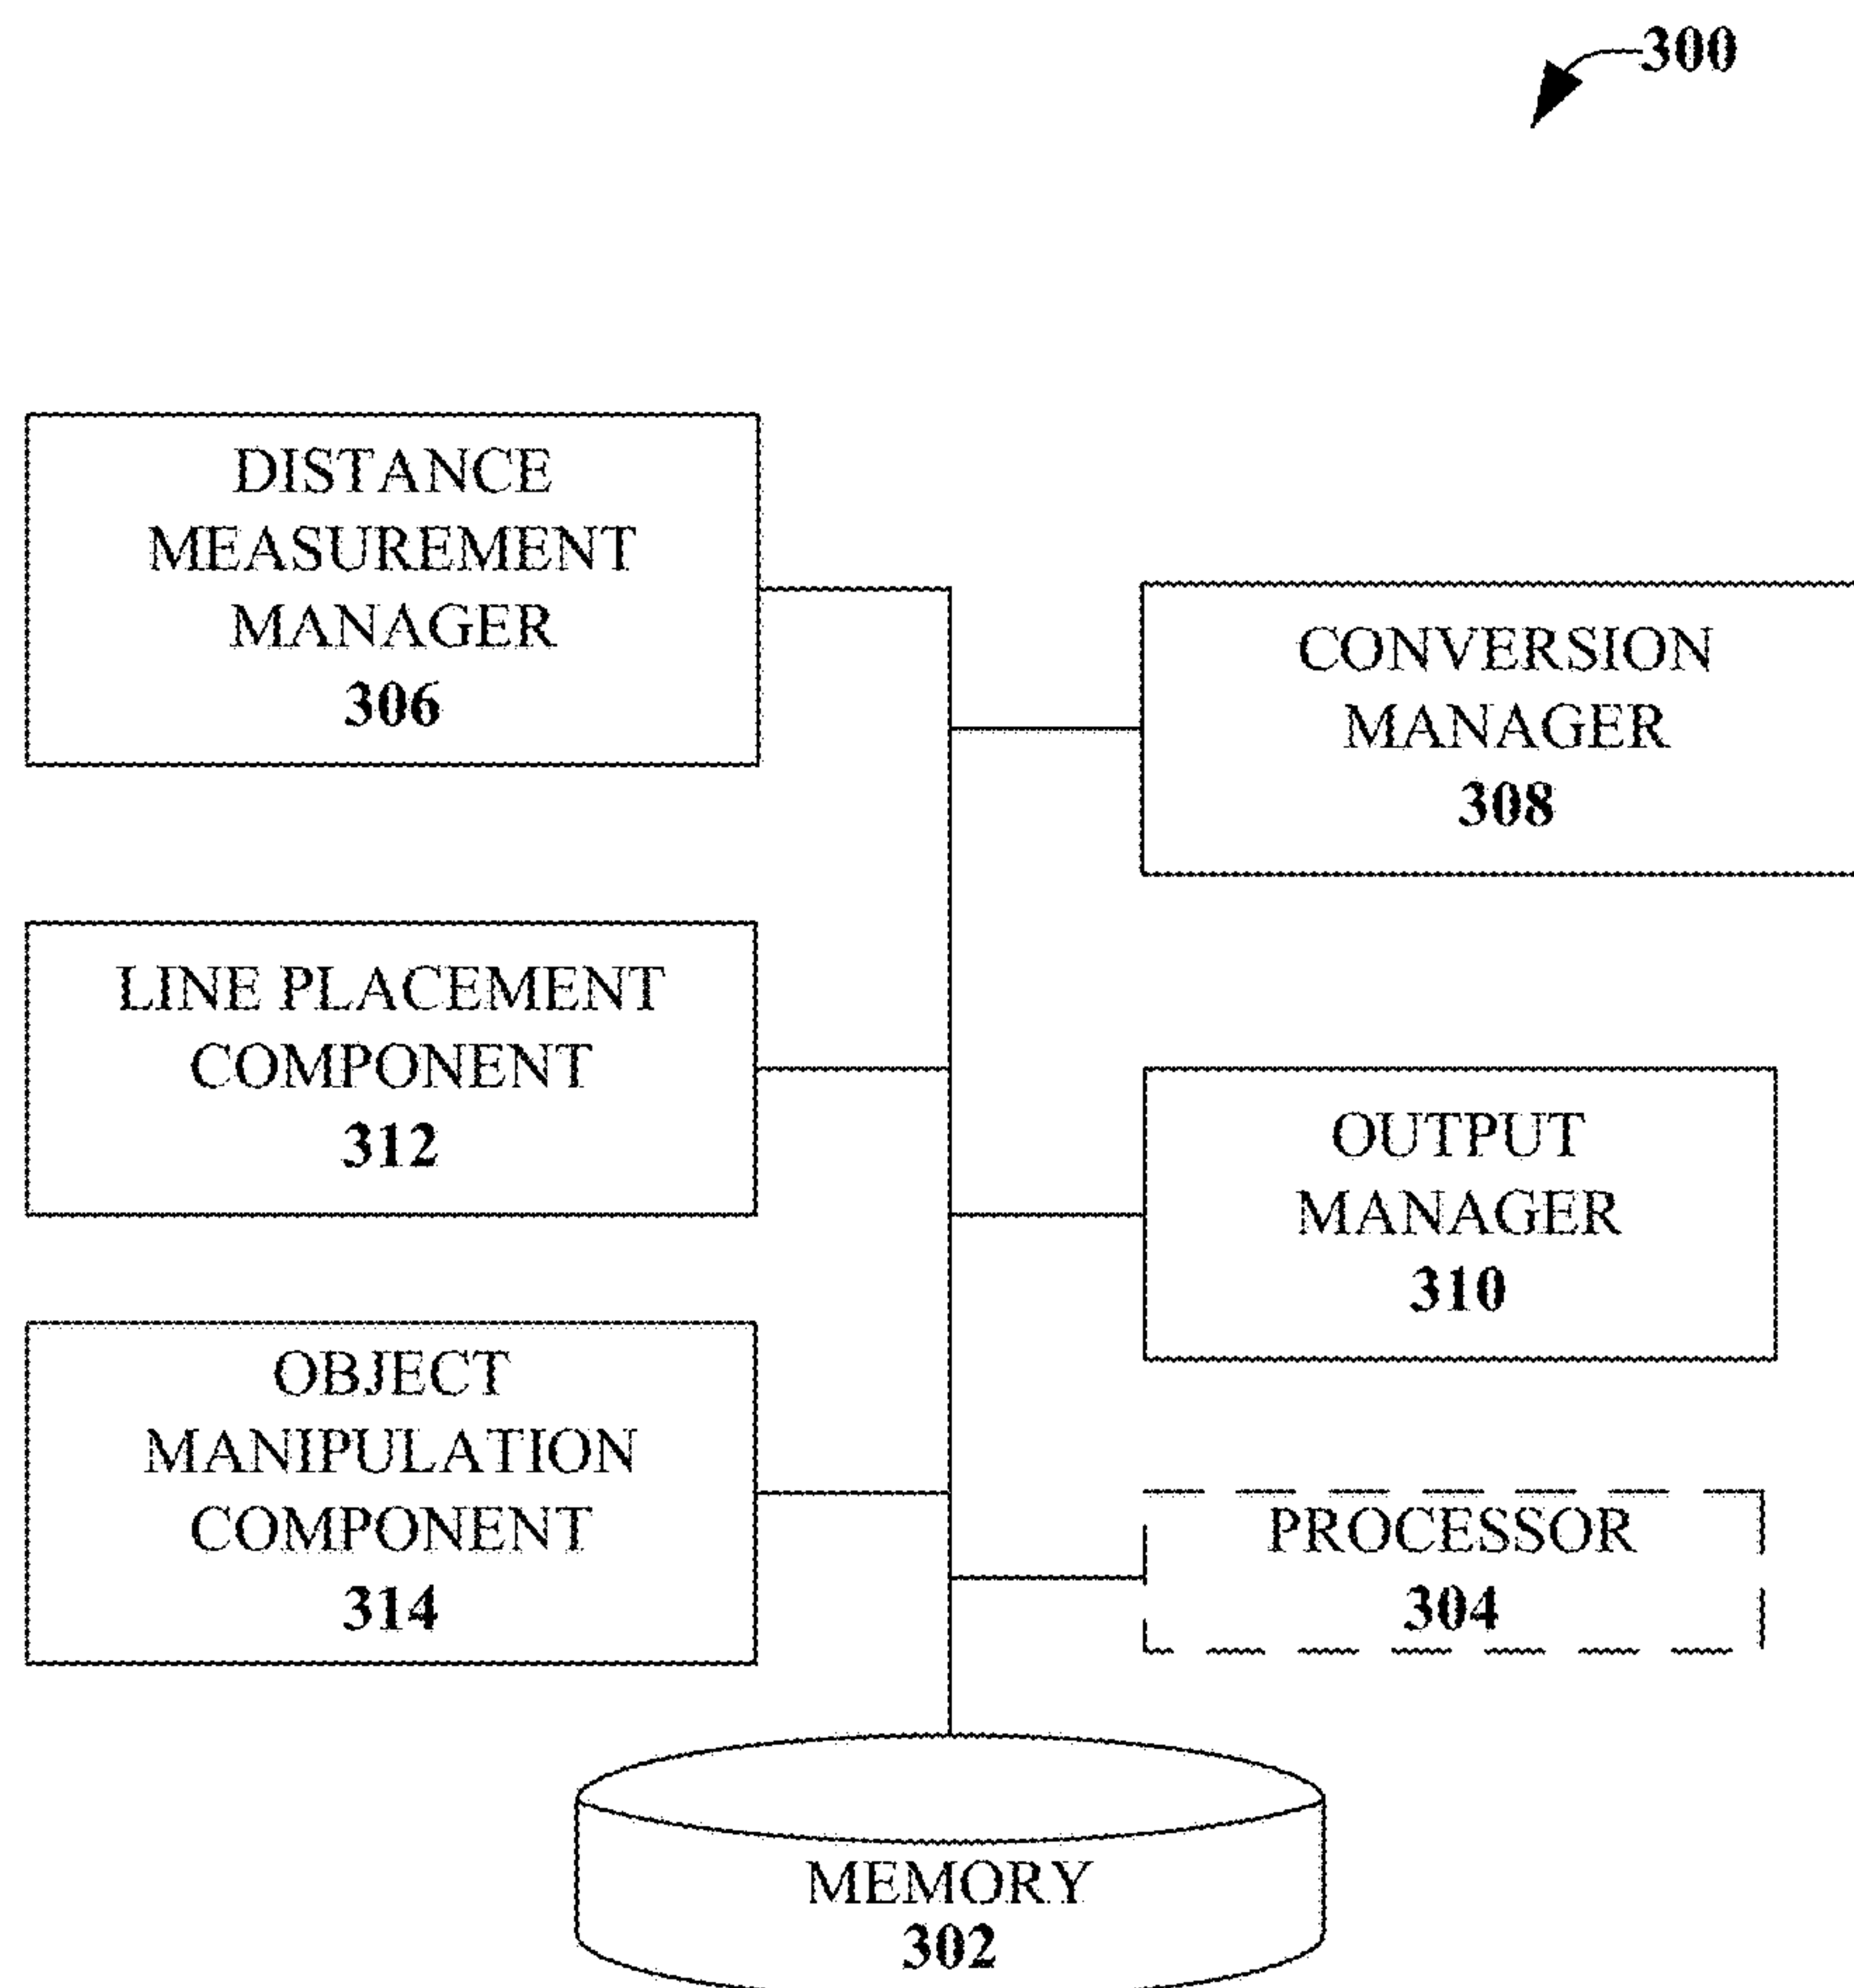 300
DISTANCE
MEASUREMENT
MANAGER
306
CONVERSION
MANAGER
308
LINE PLACEMENT
COMPONENT
312
OUTPUT
MANAGER
310
OBJECT
MANIPULATION
COMPONENT
314
PROCESSOR
304
MEMORY
302